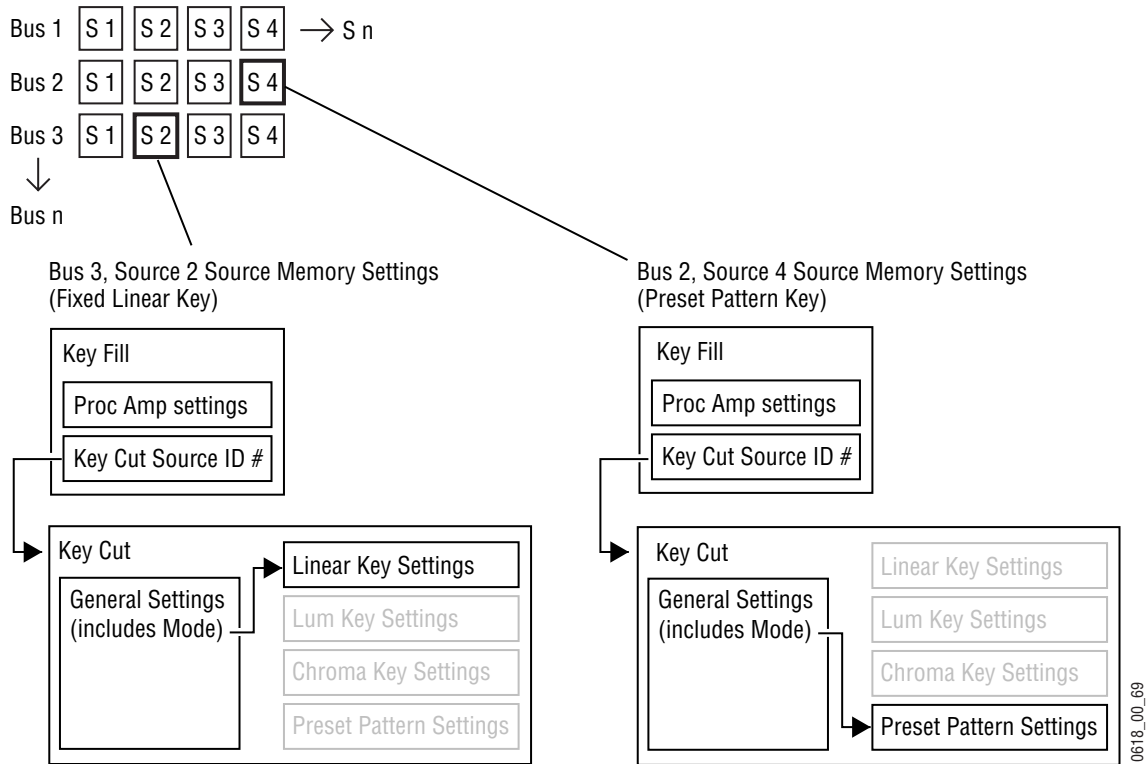 Bus 1 S 1 S 2 S 3 S 4 → S n
Bus 2 S 1 S 2 S 3 S 4
Bus 3 S 1 S 2 S 3 S 4
Bus n
Bus 3, Source 2 Source Memory Settings
(Fixed Linear Key)
Key Fill
Proc Amp settings
Key Cut Source ID #
Key Cut
General Settings
(includes Mode)
Linear Key Settings
Lum Key Settings
Chroma Key Settings
Preset Pattern Settings
Bus 2, Source 4 Source Memory Settings
(Preset Pattern Key)
Key Fill
Proc Amp settings
Key Cut Source ID #
Key Cut
General Settings
(includes Mode)
Linear Key Settings
Lum Key Settings
Chroma Key Settings
Preset Pattern Settings
0618_00_69